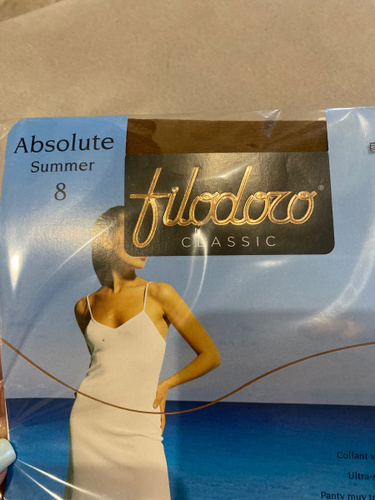 Absolute
Summer
8
filodoro®
CLASSIC
Collant
Ultra-
Panty muy